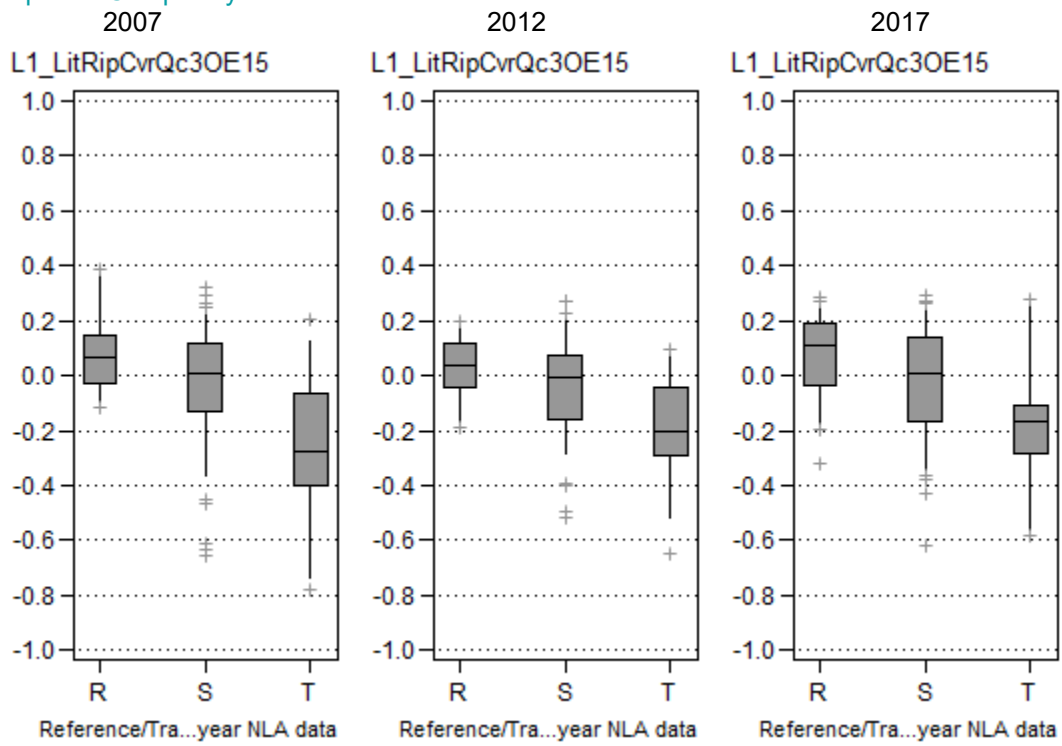 2007 2012 2017
L1_LitRipCvrQc3OE15 L1_LitRipCvrQc3OE15 L1_LitRipCvrQc3OE15
1.0 1.0 1.0
0.8 0.8 0.8
0.6 0.6 0.6
0.4 0.4 0.4
0.2 0.2 0.2
0.0 0.0 0.0
-0.2 -0.2 -0.2
-0.4 -0.4 -0.4
-0.6 -0.6 -0.6
-0.8 -0.8 -0.8
-1.0 -1.0 -1.0
R S T R S T R S T
Reference/Tra...year NLA data Reference/Tra...year NLA data Reference/Tra...year NLA data